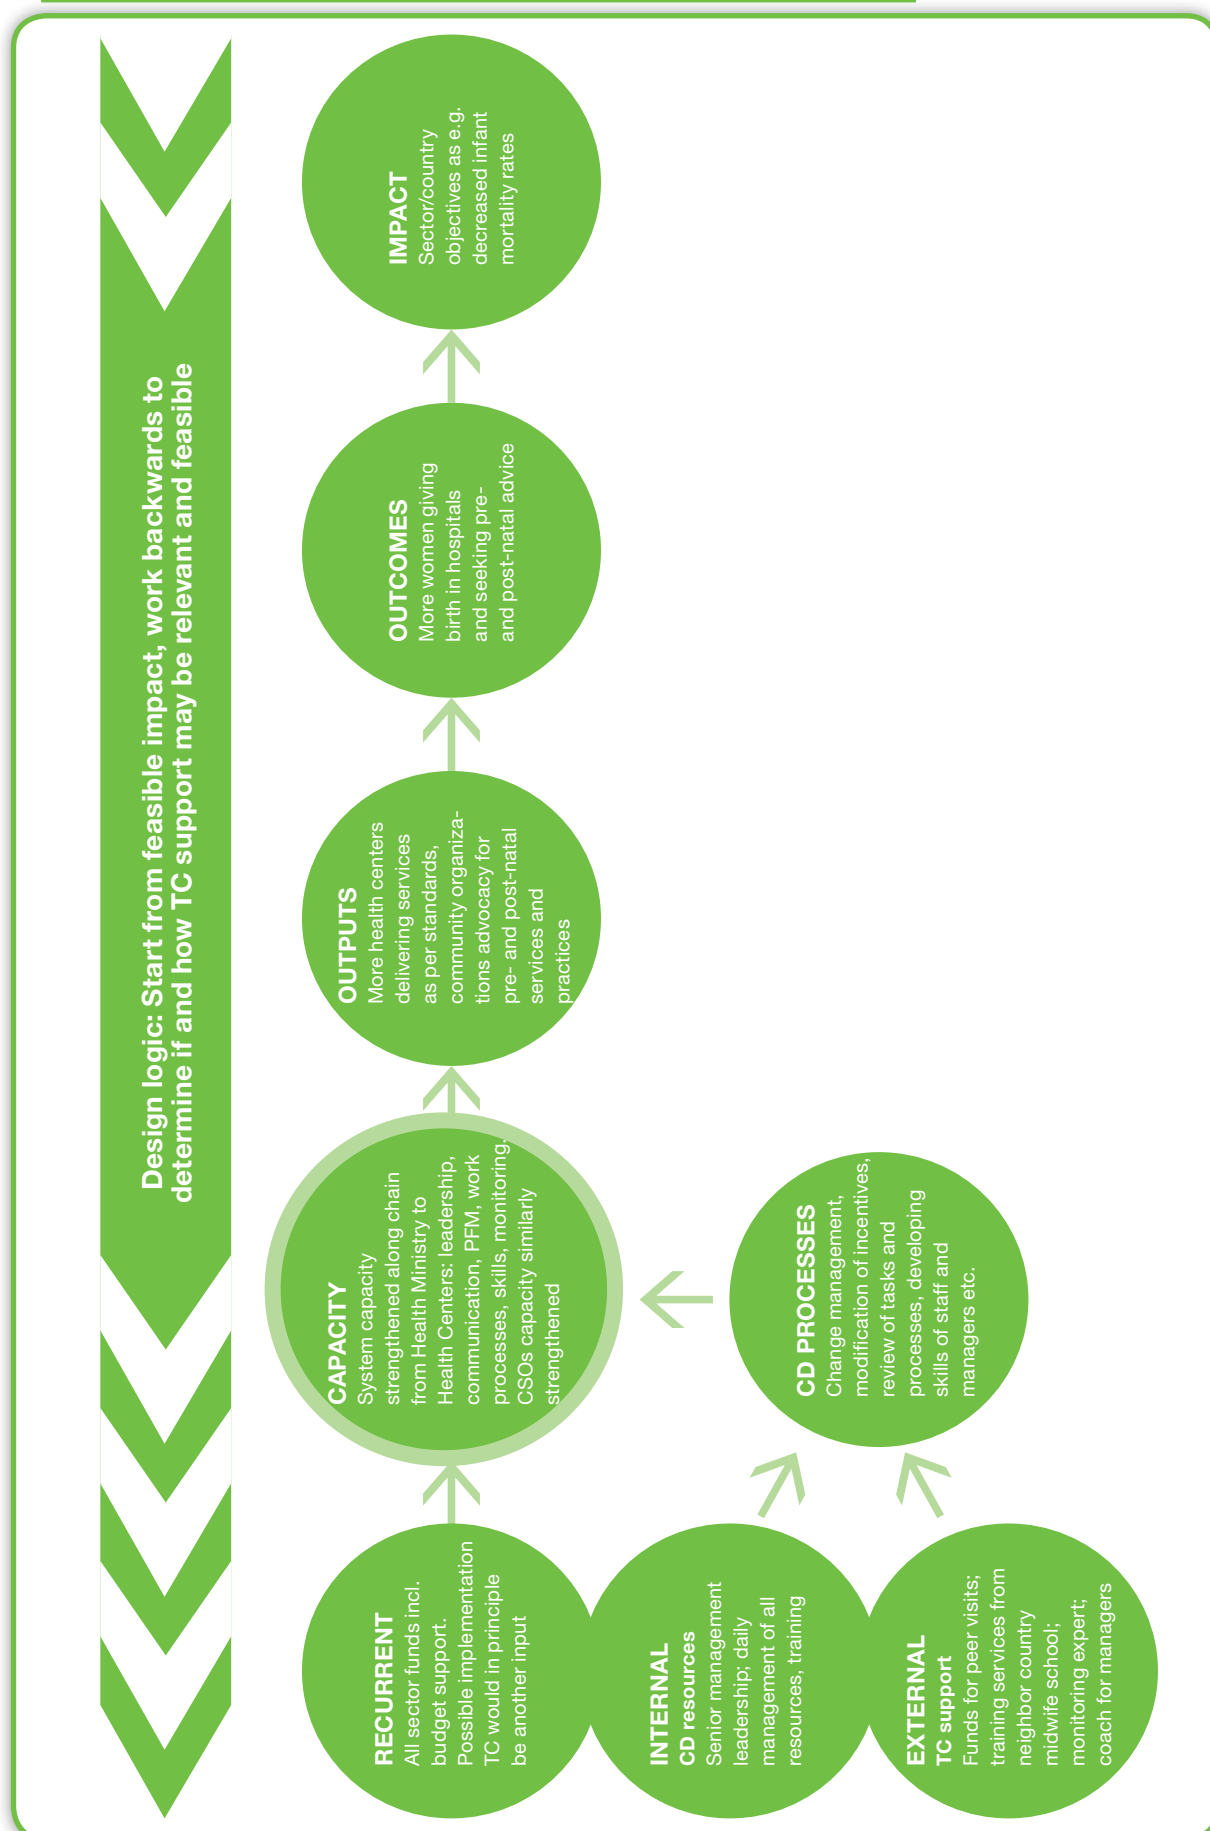 Design logic: Start from feasible impact, work backwards to
determine if and how TC support may be relevant and feasible
RECURRENT
All sector funds incl.
budget support.
Possible implementation
TC would in principle
be another input
CAPACITY
System capacity
strengthened along chain
from Health Ministry to
Health Centers: leadership,
communication, PFM, work
processes, skills, monitoring.
CSOs capacity similarly
strengthened
OUTPUTS
More health centers
delivering services
as per standards,
community organiza-
tions advocacy for
pre- and post-natal
services and
practices
OUTCOMES
More women giving
birth in hospitals
and seeking pre-
and post-natal advice
IMPACT
Sector/country
objectives as e.g.
decreased infant
mortality rates
INTERNAL
CD resources
Senior management
leadership; daily
management of all
resources, training
CD PROCESSES
Change management,
modification of incentives,
review of tasks and
processes, developing
skills of staff and
managers etc.
EXTERNAL
TC support
Funds for peer visits;
training services from
neighbor country
midwife school;
monitoring expert;
coach for managers